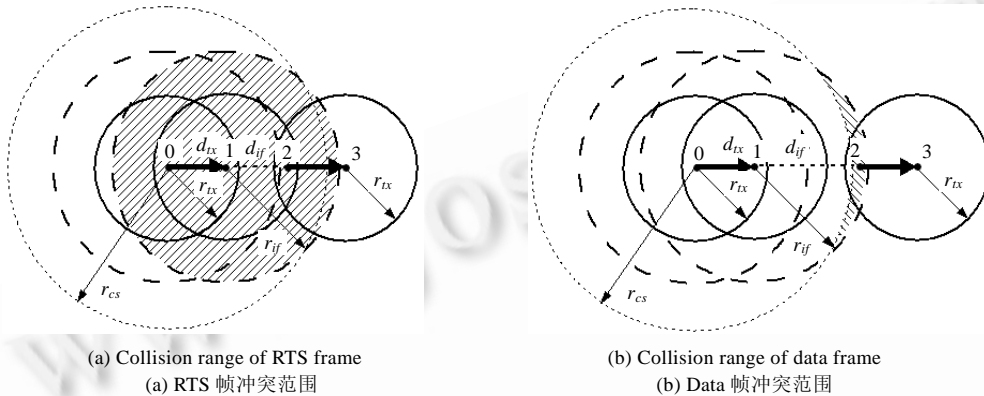 0 d_tx 1 d_if 2 3
r_tx
r_tx
r_if
r_cs
0 d_tx 1 d_if 2 3
r_tx
r_tx
r_if
r_cs
(a) Collision range of RTS frame
(a) RTS 帧冲突范围
(b) Collision range of data frame
(b) Data 帧冲突范围